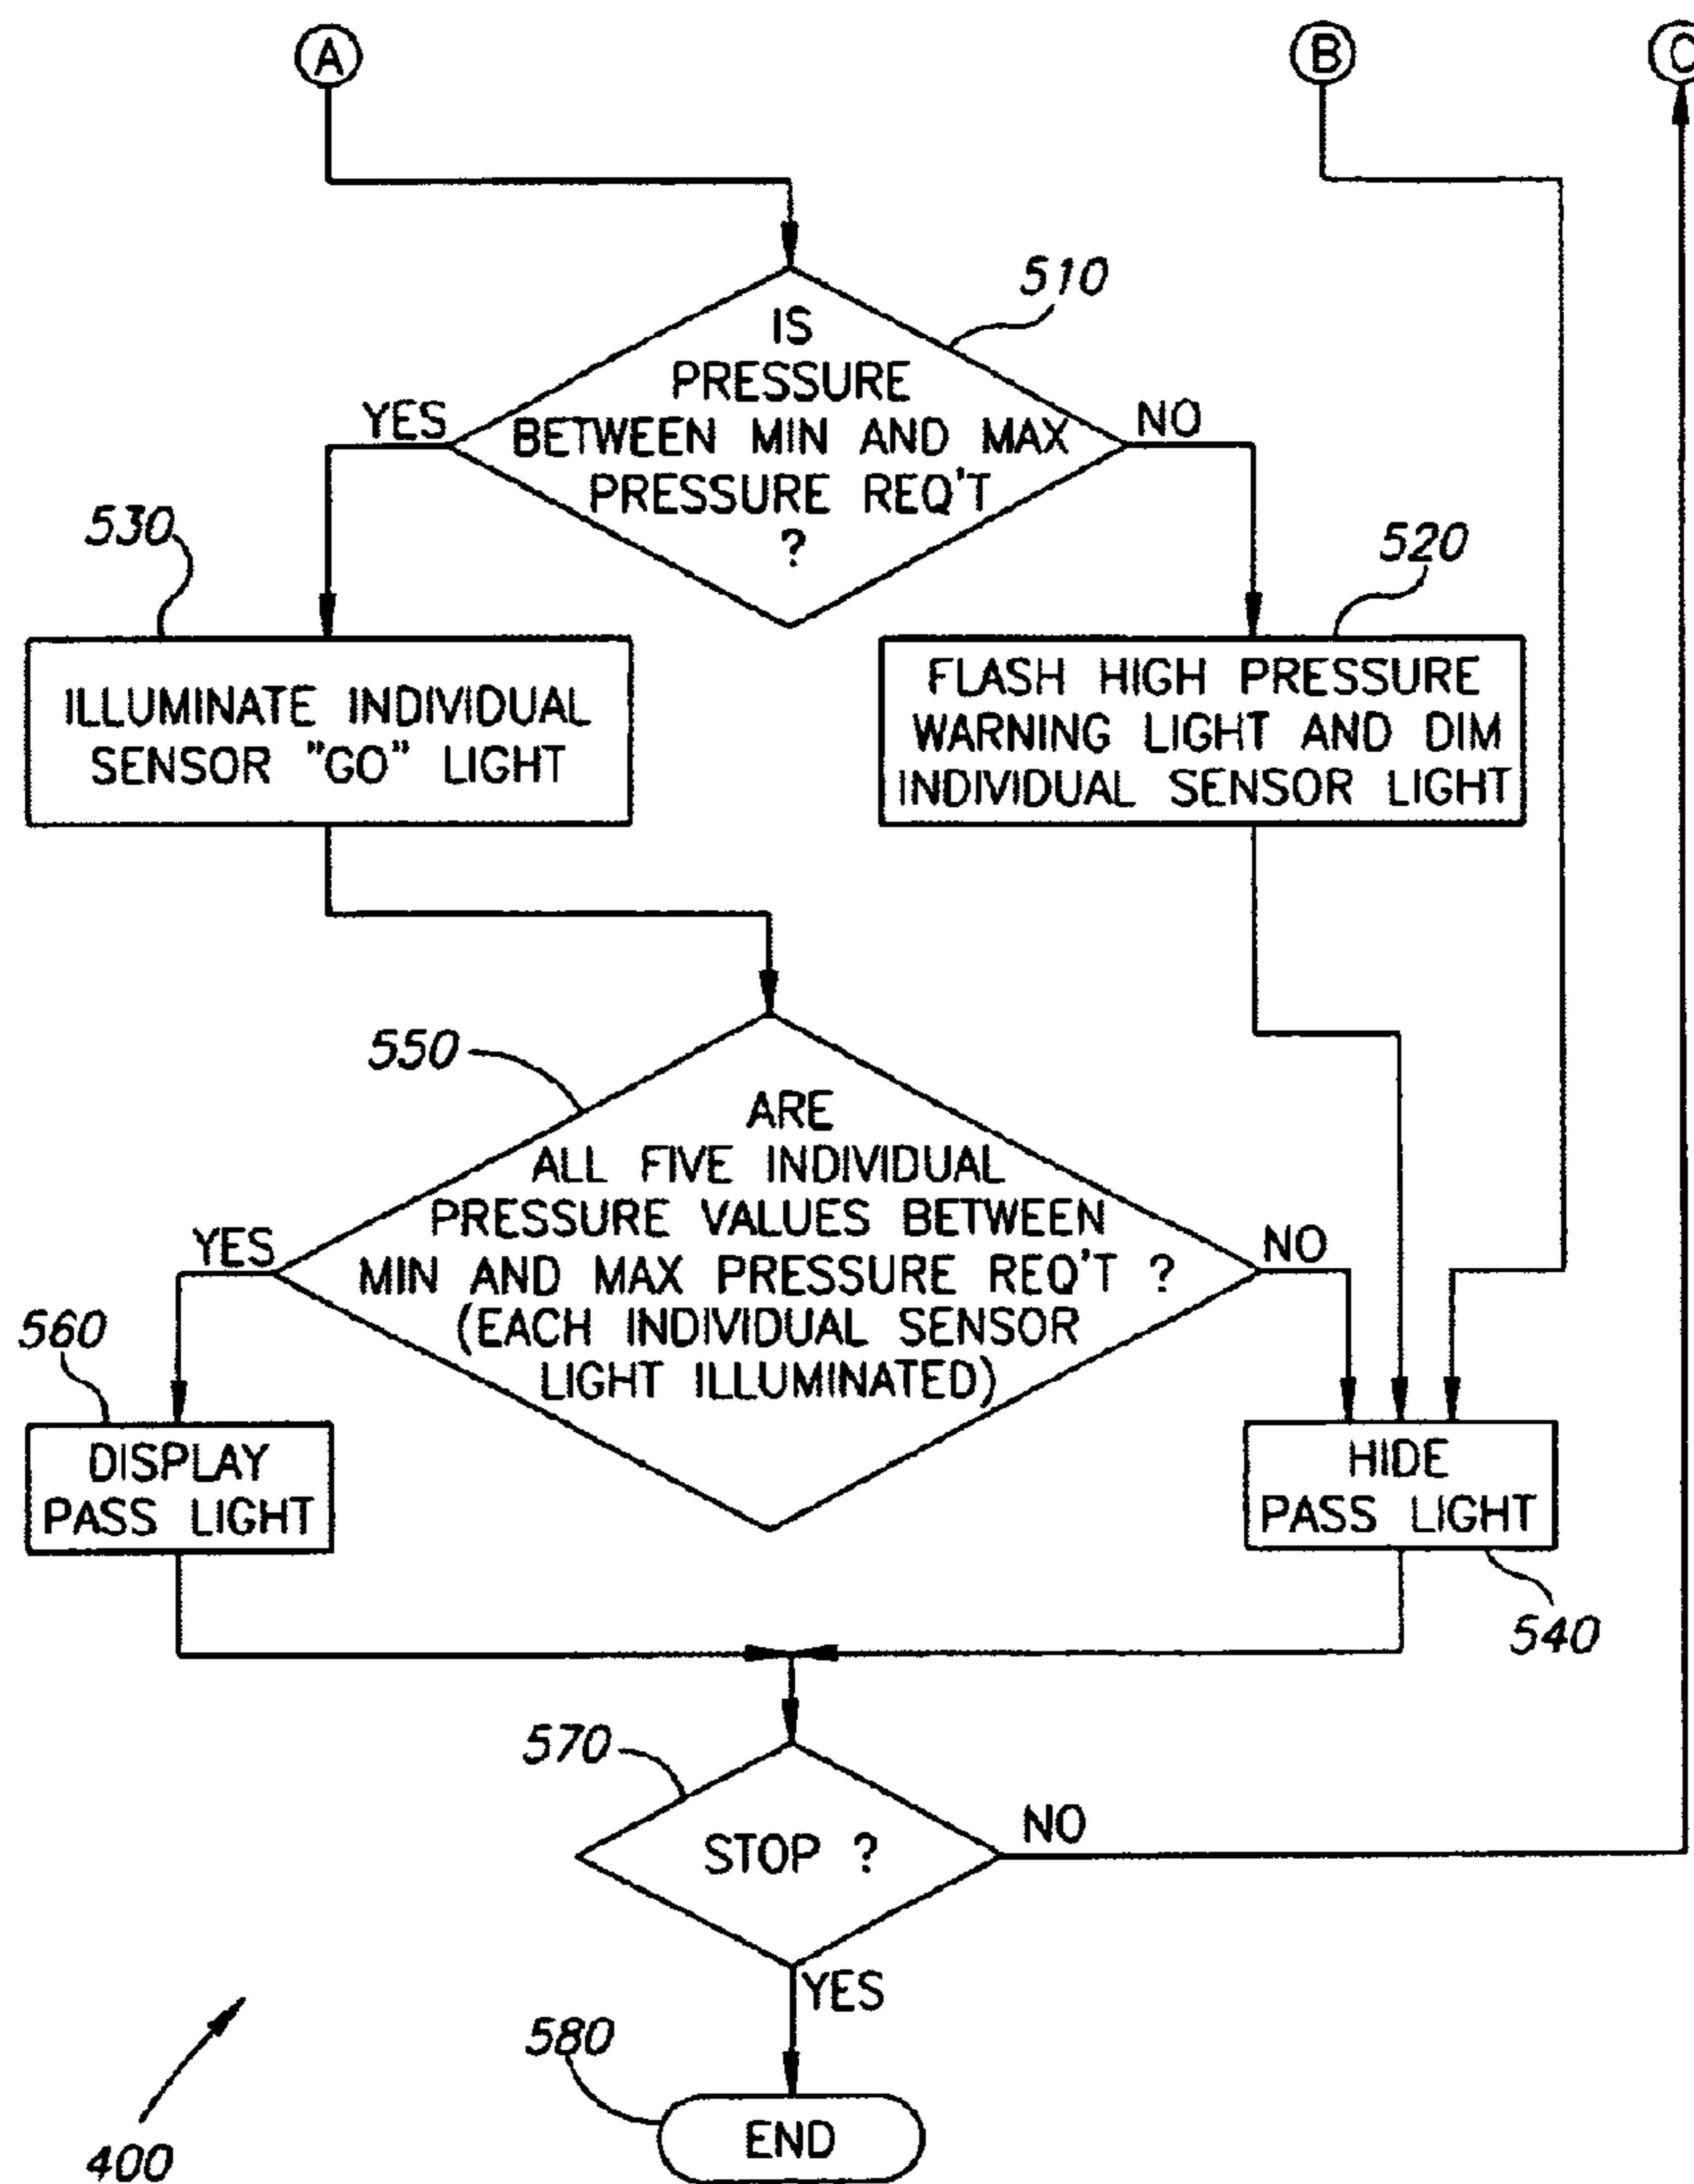 A
B
C
510
IS
PRESSURE
BETWEEN MIN AND MAX
PRESSURE REQ'T
?
YES
NO
530
520
ILLUMINATE INDIVIDUAL
SENSOR "GO" LIGHT
FLASH HIGH PRESSURE
WARNING LIGHT AND DIM
INDIVIDUAL SENSOR LIGHT
550
ARE
ALL FIVE INDIVIDUAL
PRESSURE VALUES BETWEEN
MIN AND MAX PRESSURE REQ'T ?
(EACH INDIVIDUAL SENSOR
LIGHT ILLUMINATED)
YES
NO
560
DISPLAY
PASS LIGHT
HIDE
PASS LIGHT
540
570
STOP ?
NO
YES
580
END
400